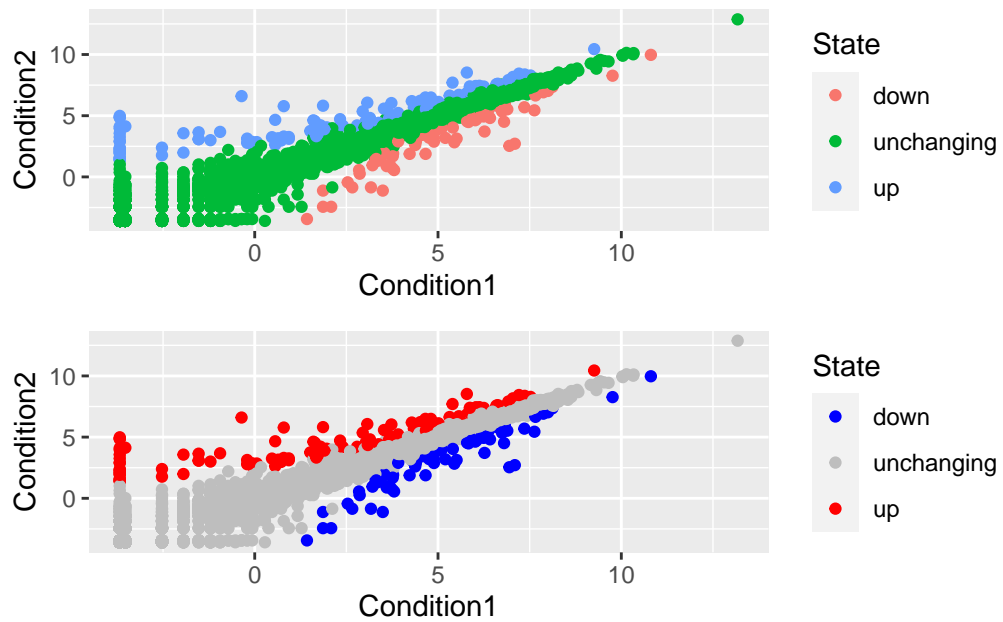 State
down
unchanging
up
Condition2
10
5
0
0 5 10
Condition1
State
down
unchanging
up
Condition2
10
5
0
0 5 10
Condition1